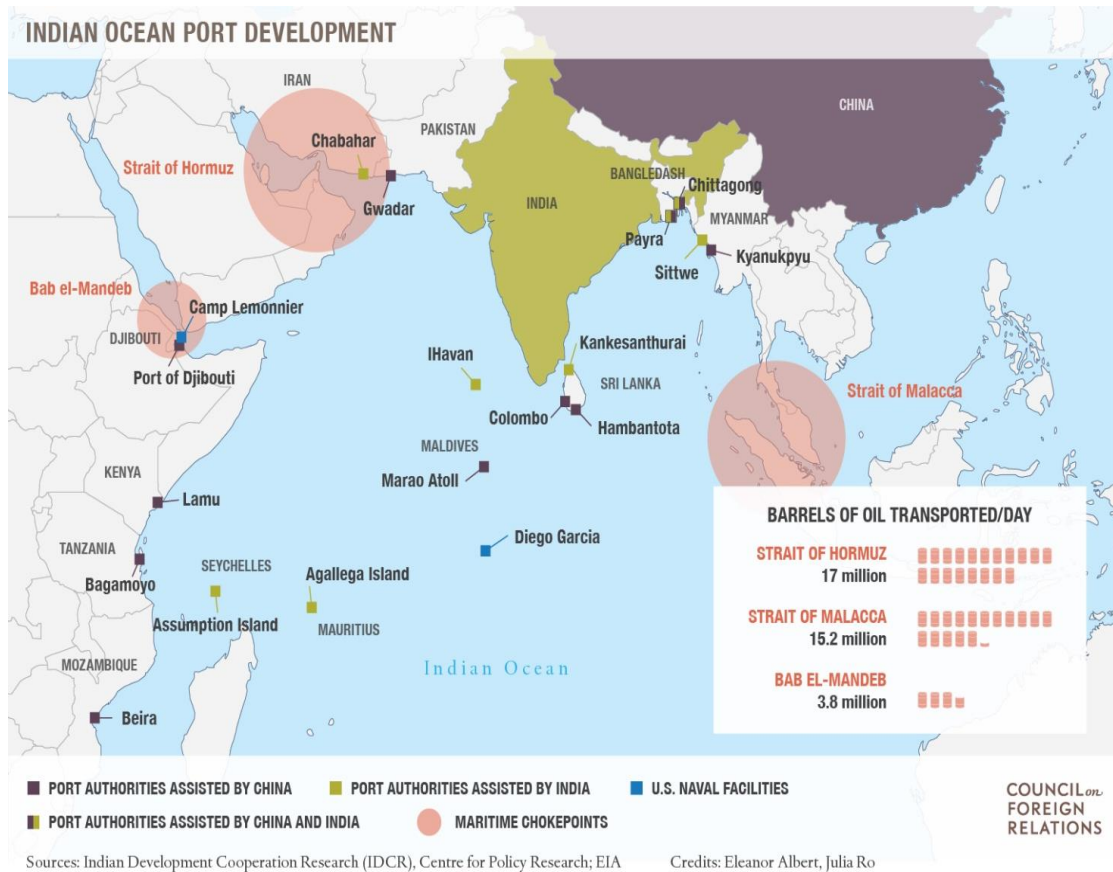 INDIAN OCEAN PORT DEVELOPMENT
IRAN
CHINA
PAKISTAN
Chabahar
Strait of Hormuz
BANGLEDASH
Chittagong
Gwadar
INDIA
MYANMAR
Payra
Sittwe
Kyanukpyu
Bab el-Mandeb
Camp Lemonnier
DJIBOUTI
Kankesanthurai
IHavan
Port of Djibouti
SRI LANKA
Strait of Malacca
Colombo
Hambantota
MALDIVES
Marao Atoll
KENYA
Lamu
BARRELS OF OIL TRANSPORTED/DAY
STRAIT OF HORMUZ
17 million
STRAIT OF MALACCA
15.2 million
BAB EL-MANDEB
3.8 million
Diego Garcia
TANZANIA
SEYCHELLES
Agallega Island
Bagamoyo
Assumption Island
MAURITIUS
MOZAMBIQUE
Indian Ocean
Beira
PORT AUTHORITIES ASSISTED BY CHINA
PORT AUTHORITIES ASSISTED BY INDIA
U.S. NAVAL FACILITIES
PORT AUTHORITIES ASSISTED BY CHINA AND INDIA
MARITIME CHOKEPOINTS
COUNCIL on
FOREIGN
RELATIONS
Sources: Indian Development Cooperation Research (IDCR), Centre for Policy Research; EIA
Credits: Eleanor Albert, Julia Ro